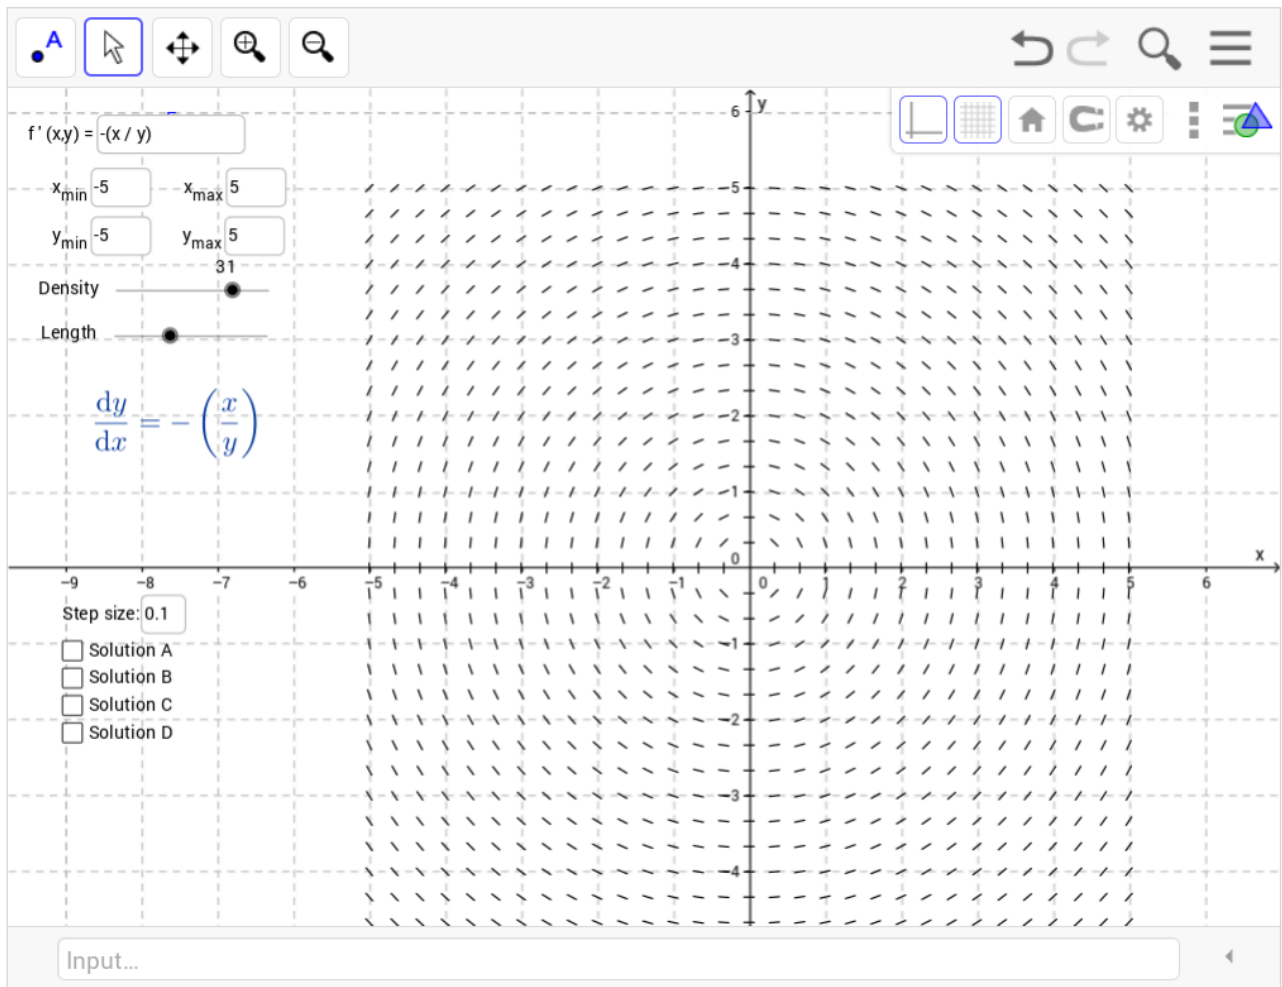 A
f ' (x,y) = -(x / y)
xmin -5 xmax 5
ymin -5 ymax 5
31
Density
Length
dy/dx = −(x/y)
Step size: 0.1
Solution A
Solution B
Solution C
Solution D
y
6
5
4
3
2
1
0
−1
−2
−3
−4
−9 −8 −7 −6 −5 −4 −3 −2 −1 0 1 2 3 4 5 6
x
Input...